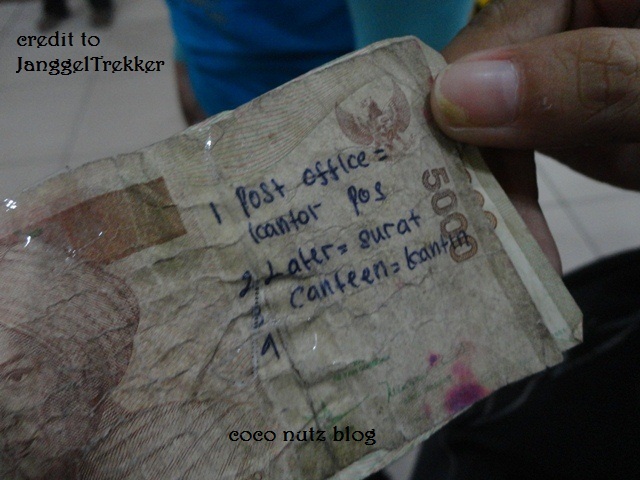 credit to
JanggelTrekker
1 Post office =
kantor pos
2 Later = surat
3 Canteen = kantin
4
5000
coco nutz blog